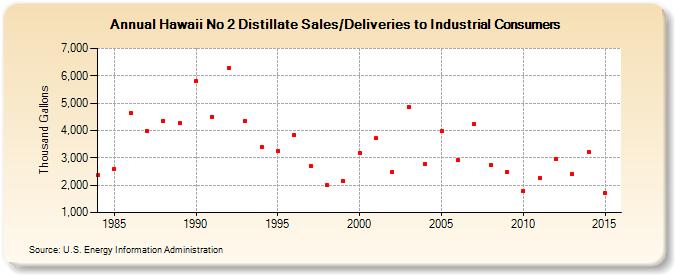 Annual Hawaii No 2 Distillate Sales/Deliveries to Industrial Consumers
Thousand Gallons
7,000
6,000
5,000
4,000
3,000
2,000
1,000
1985 1990 1995 2000 2005 2010 2015
Source: U.S. Energy Information Administration